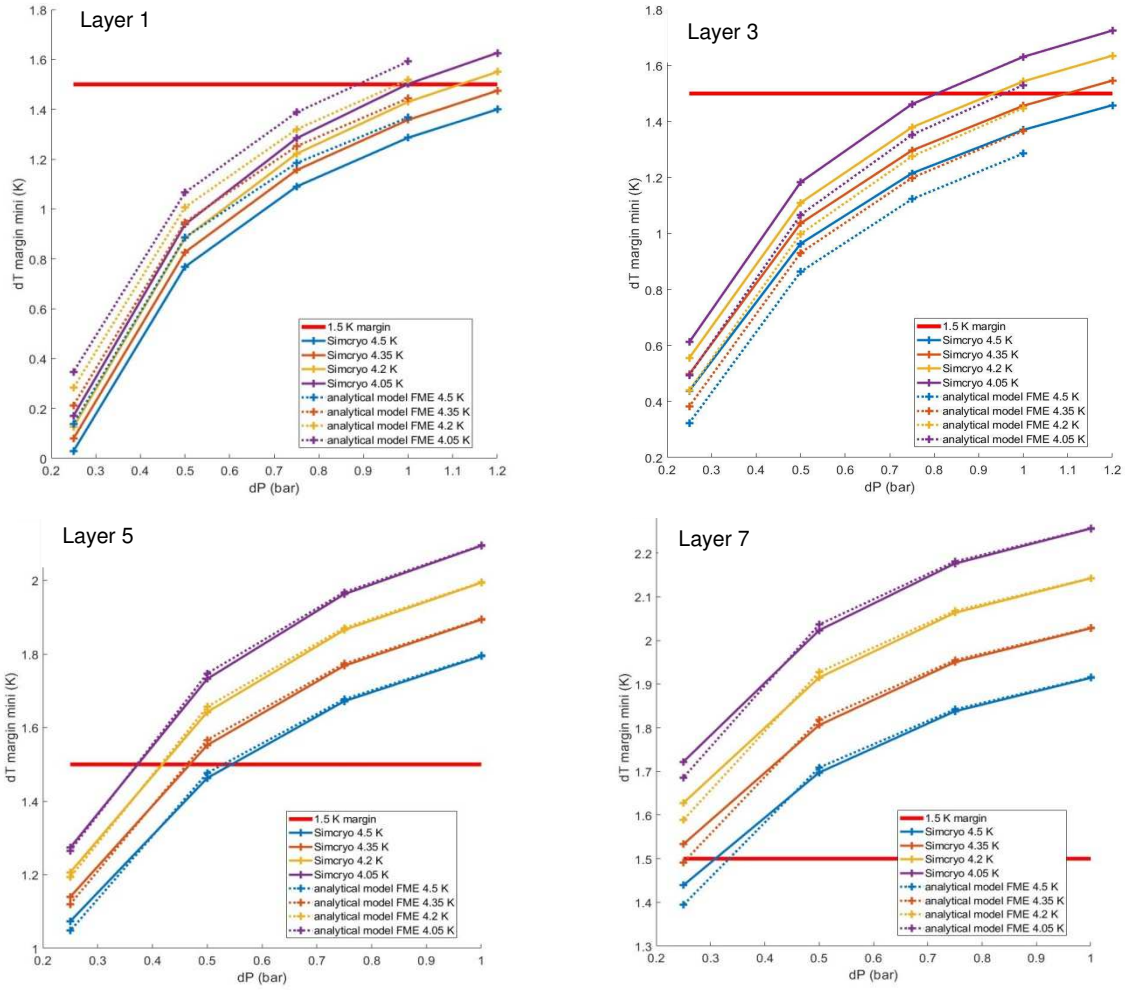 Layer 1
dT margin mini (K)
1.8
1.6
1.4
1.2
1
0.8
0.6
0.4
0.2
0
1.5 K margin
Simcryo 4.5 K
Simcryo 4.35 K
Simcryo 4.2 K
Simcryo 4.05 K
analytical model FME 4.5 K
analytical model FME 4.35 K
analytical model FME 4.2 K
analytical model FME 4.05 K
0.2 0.3 0.4 0.5 0.6 0.7 0.8 0.9 1 1.1 1.2
dP (bar)
Layer 3
dT margin mini (K)
1.8
1.6
1.4
1.2
1
0.8
0.6
0.4
0.2
1.5 K margin
Simcryo 4.5 K
Simcryo 4.35 K
Simcryo 4.2 K
Simcryo 4.05 K
analytical model FME 4.5 K
analytical model FME 4.35 K
analytical model FME 4.2 K
analytical model FME 4.05 K
0.2 0.3 0.4 0.5 0.6 0.7 0.8 0.9 1 1.1 1.2
dP (bar)
Layer 5
dT margin mini (K)
2
1.8
1.6
1.4
1.2
1
1.5 K margin
Simcryo 4.5 K
Simcryo 4.35 K
Simcryo 4.2 K
Simcryo 4.05 K
analytical model FME 4.5 K
analytical model FME 4.35 K
analytical model FME 4.2 K
analytical model FME 4.05 K
0.2 0.3 0.4 0.5 0.6 0.7 0.8 0.9 1
dP (bar)
Layer 7
dT margin mini (K)
2.2
2.1
2
1.9
1.8
1.7
1.6
1.5
1.4
1.3
1.5 K margin
Simcryo 4.5 K
Simcryo 4.35 K
Simcryo 4.2 K
Simcryo 4.05 K
analytical model FME 4.5 K
analytical model FME 4.35 K
analytical model FME 4.2 K
analytical model FME 4.05 K
0.2 0.3 0.4 0.5 0.6 0.7 0.8 0.9 1
dP (bar)